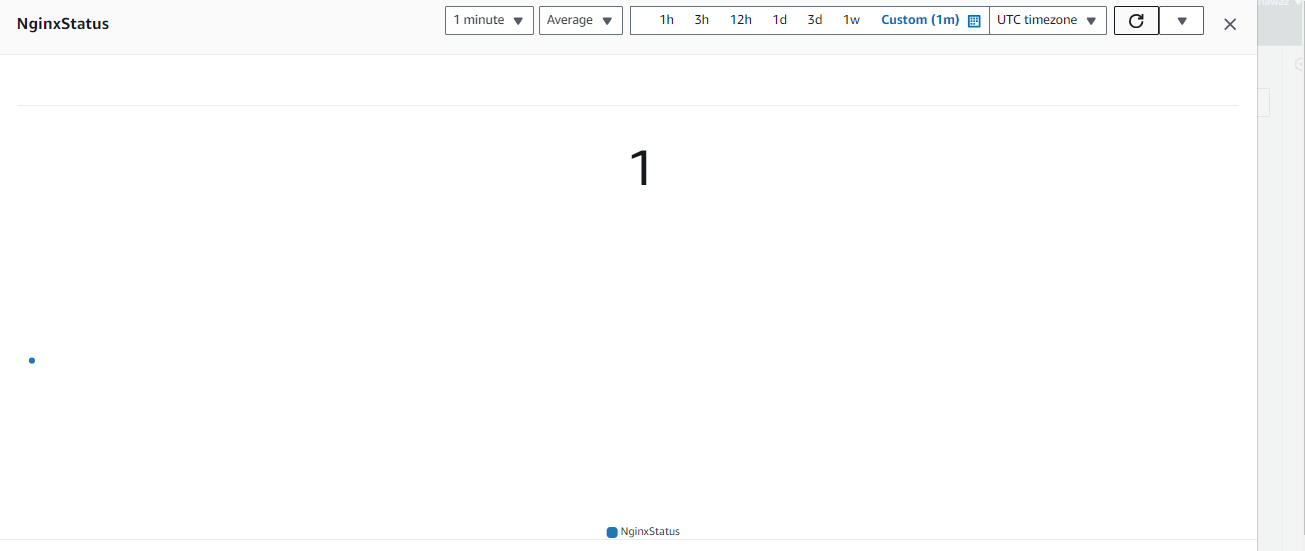 NginxStatus
1 minute
Average
1h 3h 12h 1d 3d 1w Custom (1m)
UTC timezone
1
NginxStatus